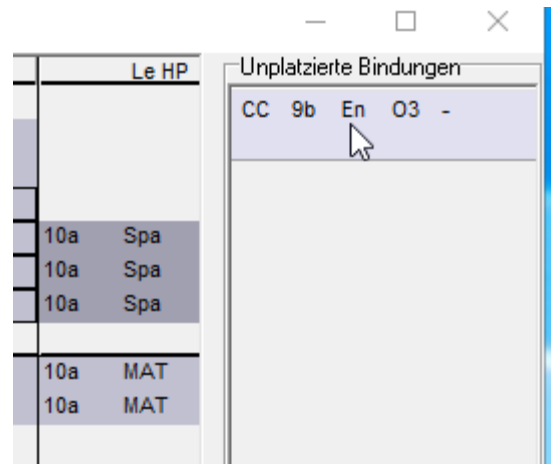 Le HP
Unplatzierte Bindungen
CC 9b En O3 -
10a Spa
10a Spa
10a Spa
10a MAT
10a MAT